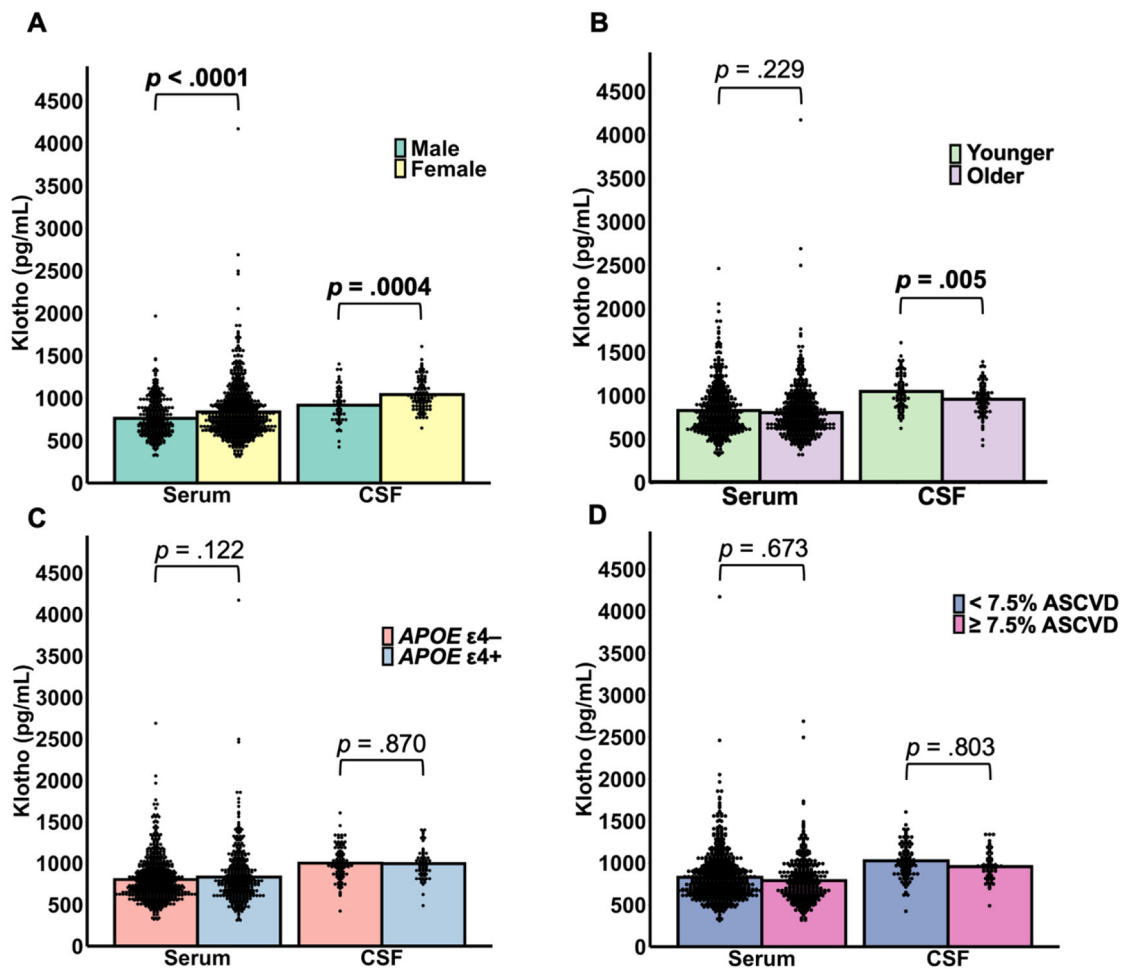 A
p < .0001
4500
4000
3500
3000
2500
2000
1500
1000
500
0
Klotho (pg/mL)
Male
Female
p = .0004
Serum
CSF
B
p = .229
4500
4000
3500
3000
2500
2000
1500
1000
500
0
Klotho (pg/mL)
Younger
Older
p = .005
Serum
CSF
C
p = .122
4500
4000
3500
3000
2500
2000
1500
1000
500
0
Klotho (pg/mL)
APOE ε4–
APOE ε4+
p = .870
Serum
CSF
D
p = .673
4500
4000
3500
3000
2500
2000
1500
1000
500
0
Klotho (pg/mL)
< 7.5% ASCVD
≥ 7.5% ASCVD
p = .803
Serum
CSF